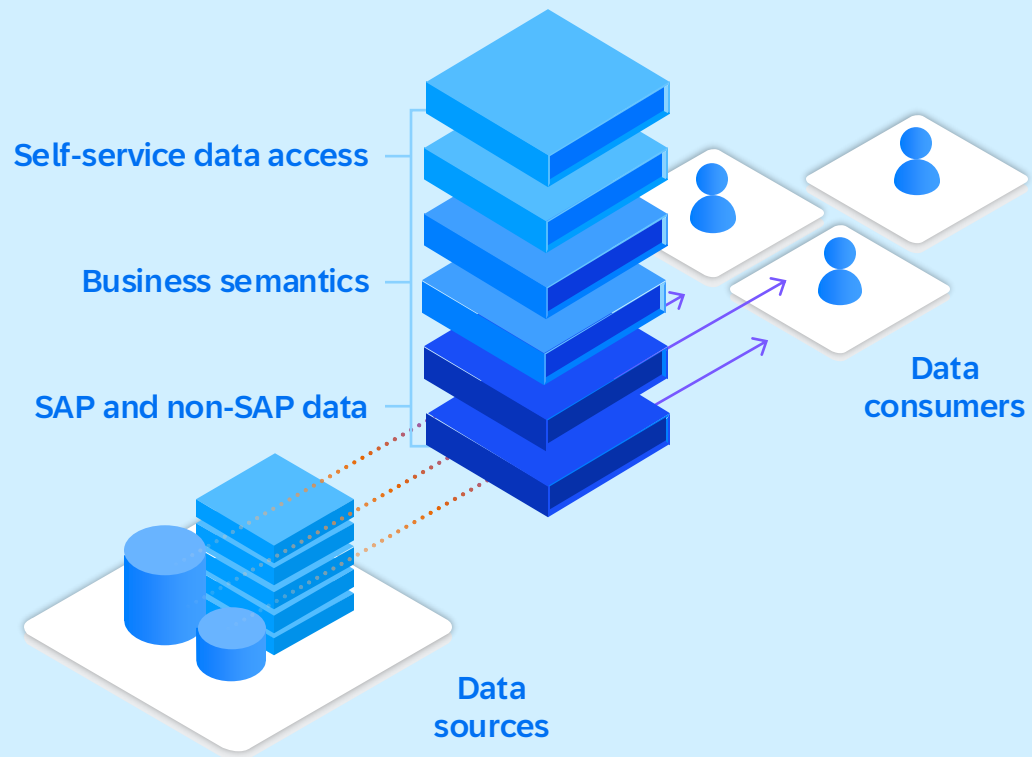 Self-service data access
Business semantics
SAP and non-SAP data
Data
consumers
Data
sources